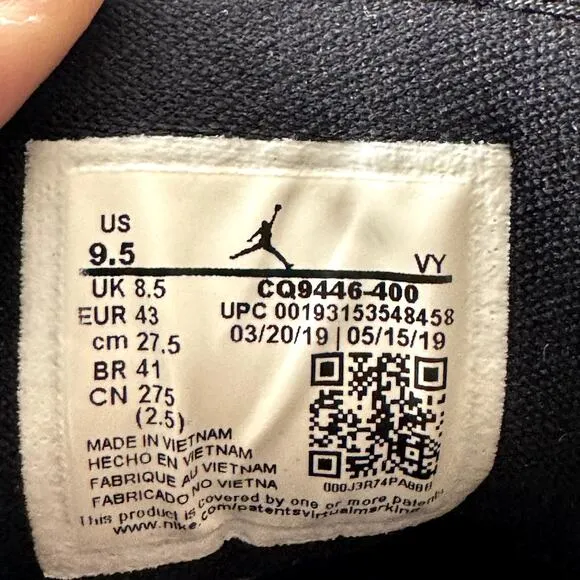 US
9.5
VY
UK 8.5
EUR 43
cm 27.5
BR 41
CN 275
(2.5)
CQ9446-400
UPC 00193153548458
03/20/19 | 05/15/19
MADE IN VIETNAM
HECHO EN VIETNAM
FABRIQUE AU VIETNAM
FABRICADO NO VIETNA
This product is covered by one or more patents
www.nike.com/patentsvirtualmarking